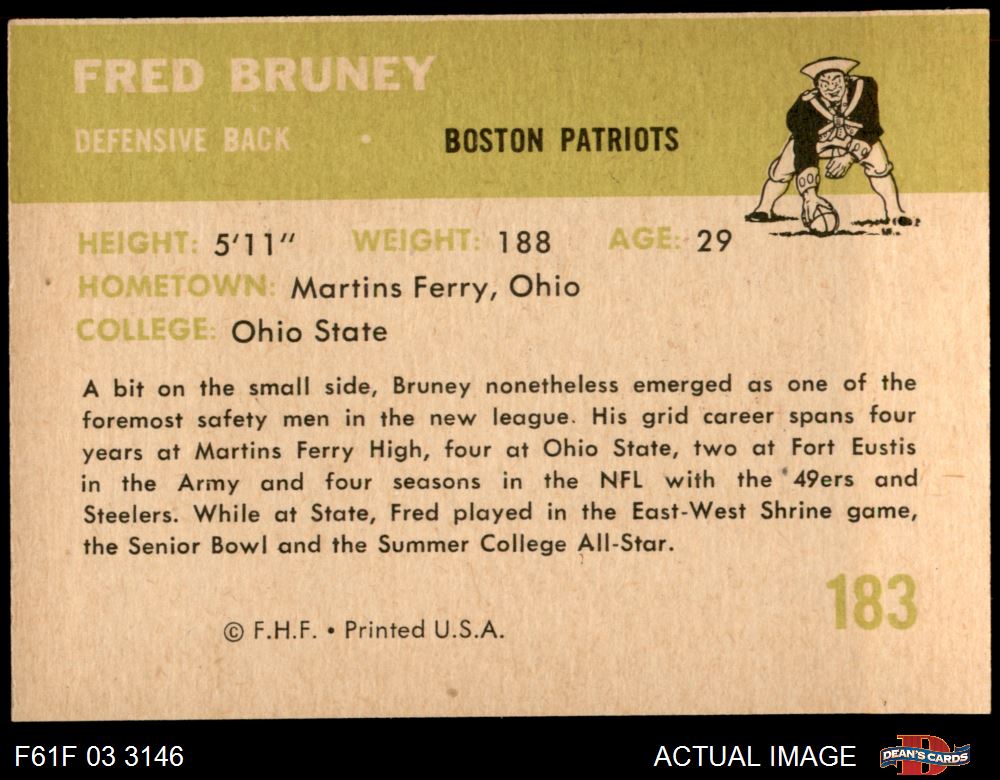 FRED BRUNEY
DEFENSIVE BACK • BOSTON PATRIOTS
HEIGHT: 5'11" WEIGHT: 188 AGE: 29
HOMETOWN: Martins Ferry, Ohio
COLLEGE: Ohio State
A bit on the small side, Bruney nonetheless emerged as one of the
foremost safety men in the new league. His grid career spans four
years at Martins Ferry High, four at Ohio State, two at Fort Eustis
in the Army and four seasons in the NFL with the 49ers and
Steelers. While at State, Fred played in the East-West Shrine game,
the Senior Bowl and the Summer College All-Star.
183
© F.H.F. • Printed U.S.A.
F61F 03 3146 ACTUAL IMAGE D DEAN'S CARDS